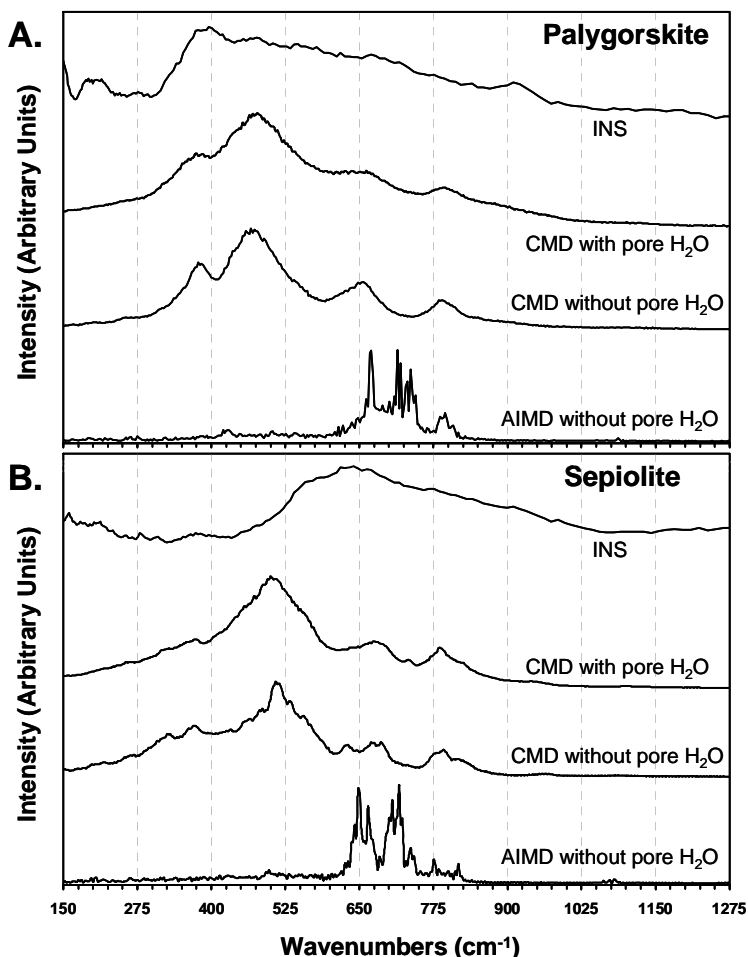 A.
Palygorskite
INS
CMD with pore H₂O
CMD without pore H₂O
AIMD without pore H₂O
Intensity (Arbitrary Units)
B.
Sepiolite
INS
CMD with pore H₂O
CMD without pore H₂O
AIMD without pore H₂O
Intensity (Arbitrary Units)
150 275 400 525 650 775 900 1025 1150 1275
Wavenumbers (cm⁻¹)